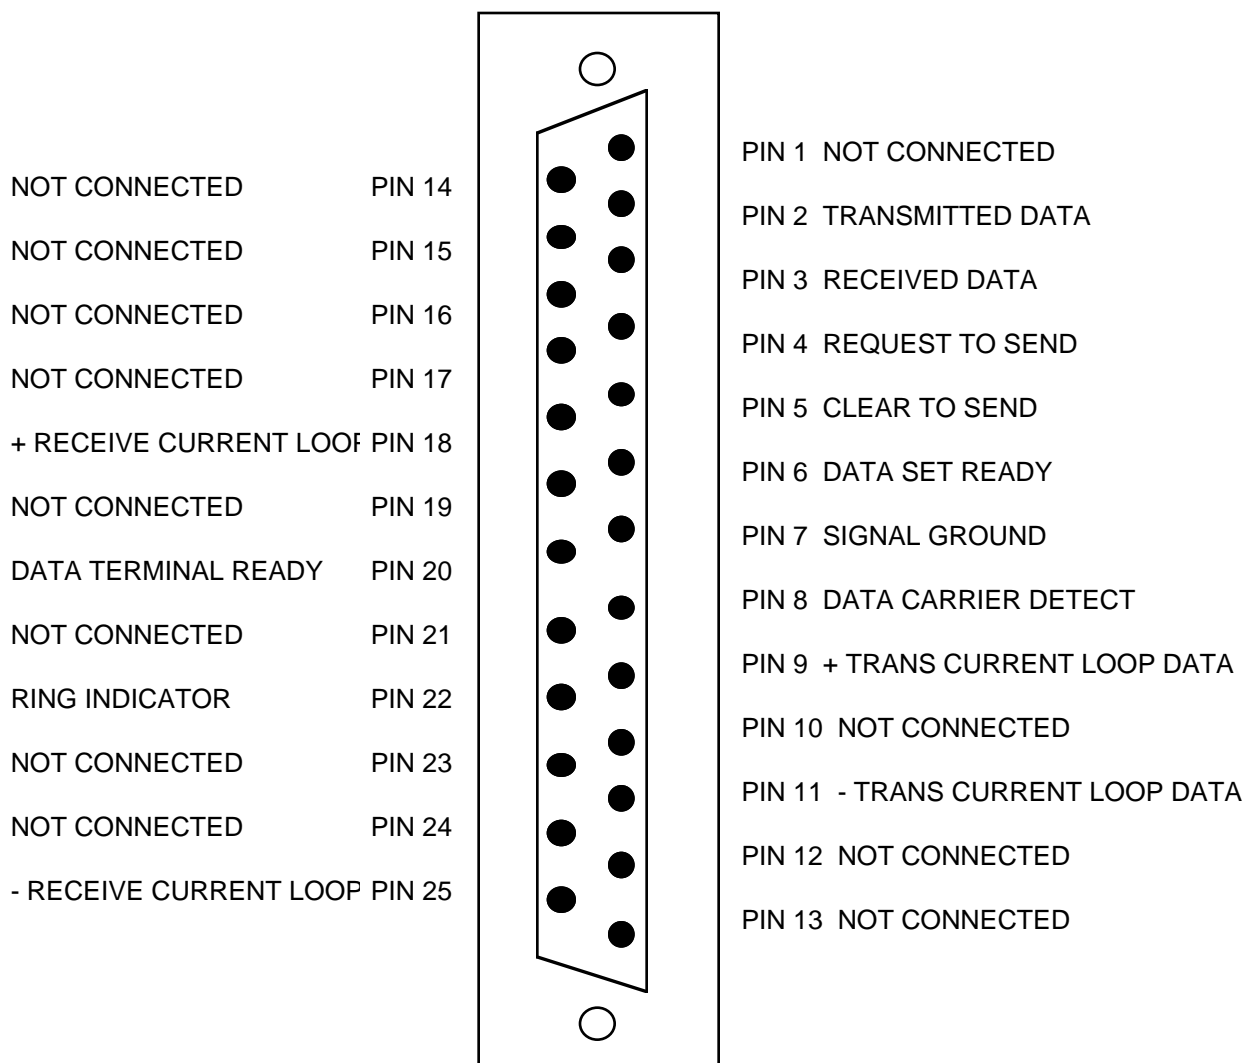 PIN 1 NOT CONNECTED
NOT CONNECTED PIN 14
PIN 2 TRANSMITTED DATA
NOT CONNECTED PIN 15
PIN 3 RECEIVED DATA
NOT CONNECTED PIN 16
PIN 4 REQUEST TO SEND
NOT CONNECTED PIN 17
PIN 5 CLEAR TO SEND
+ RECEIVE CURRENT LOOP PIN 18
PIN 6 DATA SET READY
NOT CONNECTED PIN 19
PIN 7 SIGNAL GROUND
DATA TERMINAL READY PIN 20
PIN 8 DATA CARRIER DETECT
NOT CONNECTED PIN 21
PIN 9 + TRANS CURRENT LOOP DATA
RING INDICATOR PIN 22
PIN 10 NOT CONNECTED
NOT CONNECTED PIN 23
PIN 11 - TRANS CURRENT LOOP DATA
NOT CONNECTED PIN 24
PIN 12 NOT CONNECTED
- RECEIVE CURRENT LOOP PIN 25
PIN 13 NOT CONNECTED